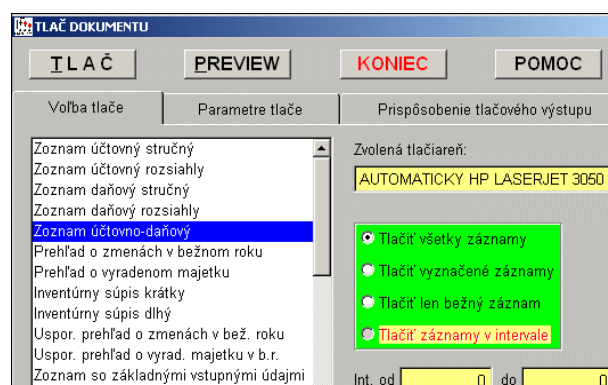 TLAČ DOKUMENTU
TLAČ PREVIEW KONIEC POMOC
Voľba tlače Parametre tlače Prispôsobenie tlačového výstupu
Zoznam účtovný stručný
Zoznam účtovný rozsiahly
Zoznam daňový stručný
Zoznam daňový rozsiahly
Zoznam účtovno-daňový
Prehľad o zmenách v bežnom roku
Prehľad o vyradenom majetku
Inventúrny súpis krátky
Inventúrny súpis dlhý
Uspor. prehľad o zmenách v bež. roku
Uspor. prehľad o vyrad. majetku v b.r.
Zoznam so základnými vstupnými údajmi
Zvolená tlačiareň:
AUTOMATICKY HP LASERJET 3050
Tlačiť všetky záznamy
Tlačiť vyznačené záznamy
Tlačiť len bežný záznam
Tlačiť záznamy v intervale
Int. od 0 do 0